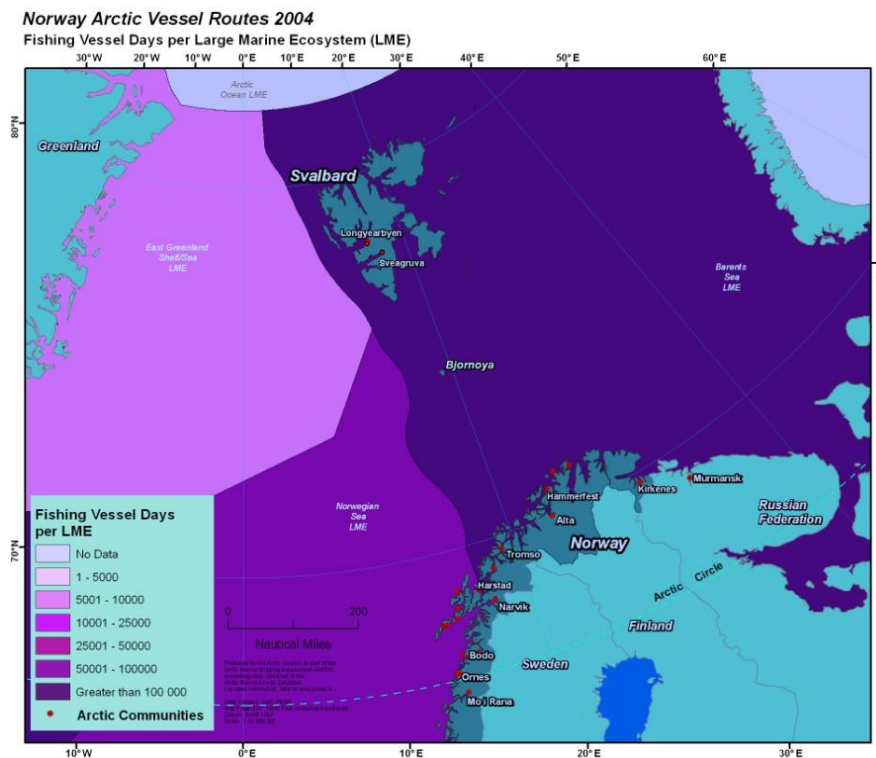 Norway Arctic Vessel Routes 2004
Fishing Vessel Days per Large Marine Ecosystem (LME)
30°W 20°W 10°W 0°E 10°E 20°E 30°E 40°E 50°E 60°E
80°N
Arctic
Ocean LME
Greenland
Svalbard
Longyearbyen
Sveagruva
East Greenland
Shelf/Sea
LME
Barents
Sea
LME
Bjornoya
Hammerfest
Kirkenes
Murmansk
Russian
Federation
Alta
Norway
Tromso
Norwegian
Sea
LME
70°N
Harstad
Narvik
Arctic Circle
Finland
Sweden
Bodo
Ornes
Mo i Rana
0 200
Nautical Miles
Fishing Vessel Days
per LME
No Data
1 - 5000
5001 - 10000
10001 - 25000
25001 - 50000
50001 - 100000
Greater than 100 000
Arctic Communities
10°W 0°E 10°E 20°E 30°E